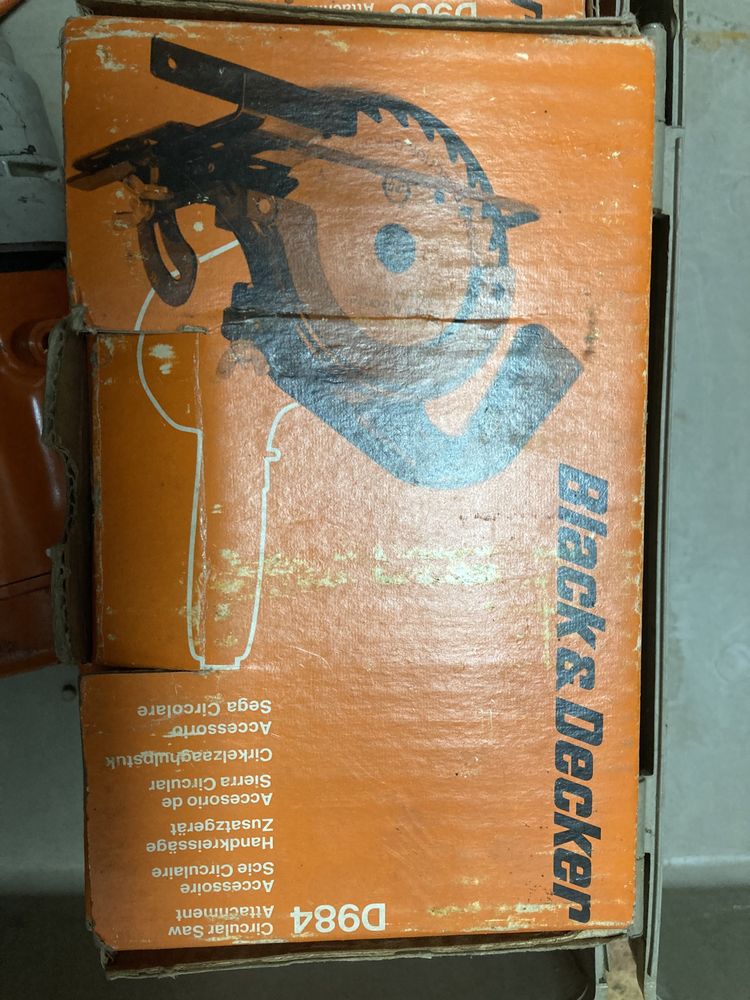 Black & Decker
D984
Circular Saw
Attachment
Accessoire
Scie Circulaire
Handkreissäge
Zusatzgerät
Accesorio de
Sierra Circular
Cirkelzaaghulpstuk
Accessorio
Sega Circolare
Attachm